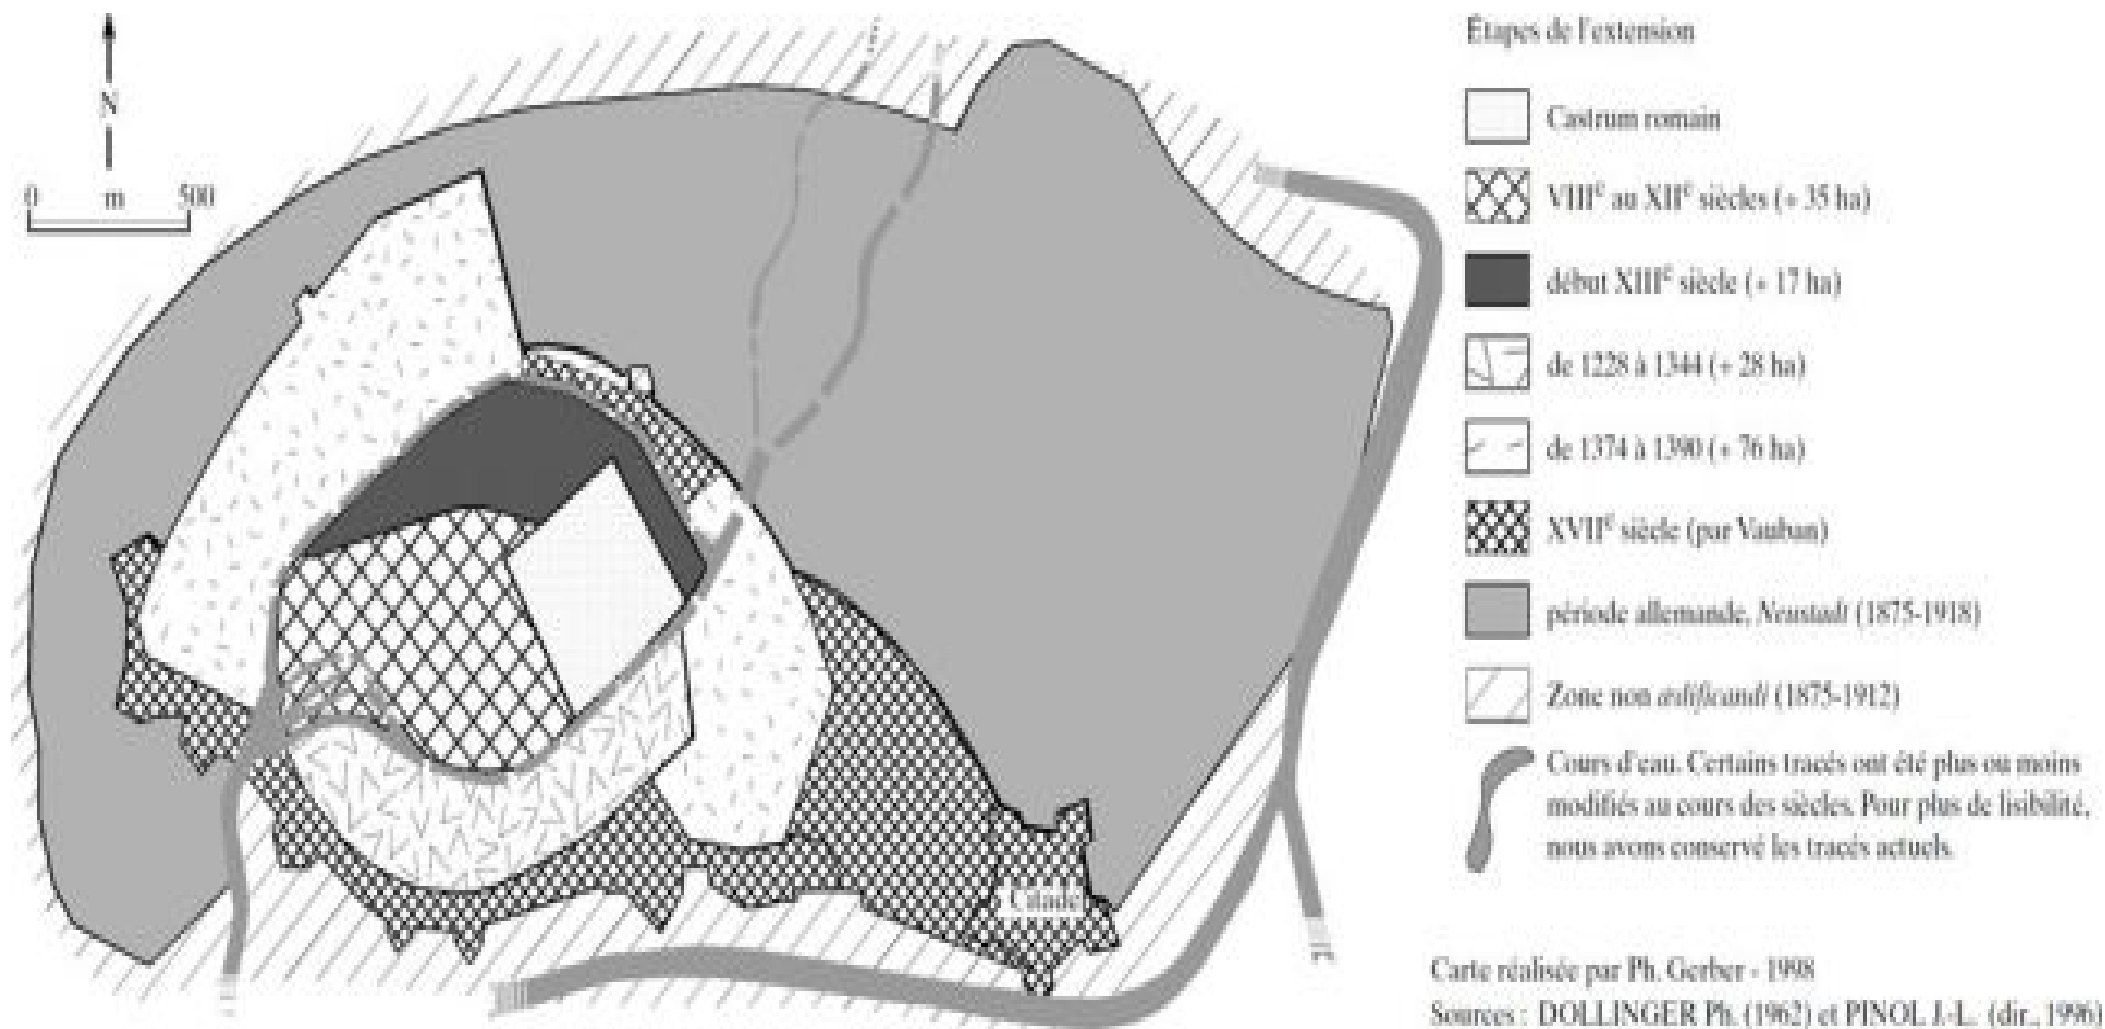 N
0 m 500
Étapes de l'extension
Castrum romain
VIIIe au XIIe siècles (+ 35 ha)
début XIIIe siècle (+ 17 ha)
de 1228 à 1344 (+ 28 ha)
de 1374 à 1390 (+ 76 ha)
XVIIe siècle (par Vauban)
période allemande, Neustadt (1875-1918)
Zone non ædificandi (1875-1912)
Cours d'eau. Certains tracés ont été plus ou moins
modifiés au cours des siècles. Pour plus de lisibilité,
nous avons conservé les tracés actuels.
Citade
Carte réalisée par Ph. Gerber - 1998
Sources : DOLLINGER Ph. (1962) et PINOL J.-L. (dir., 1996)